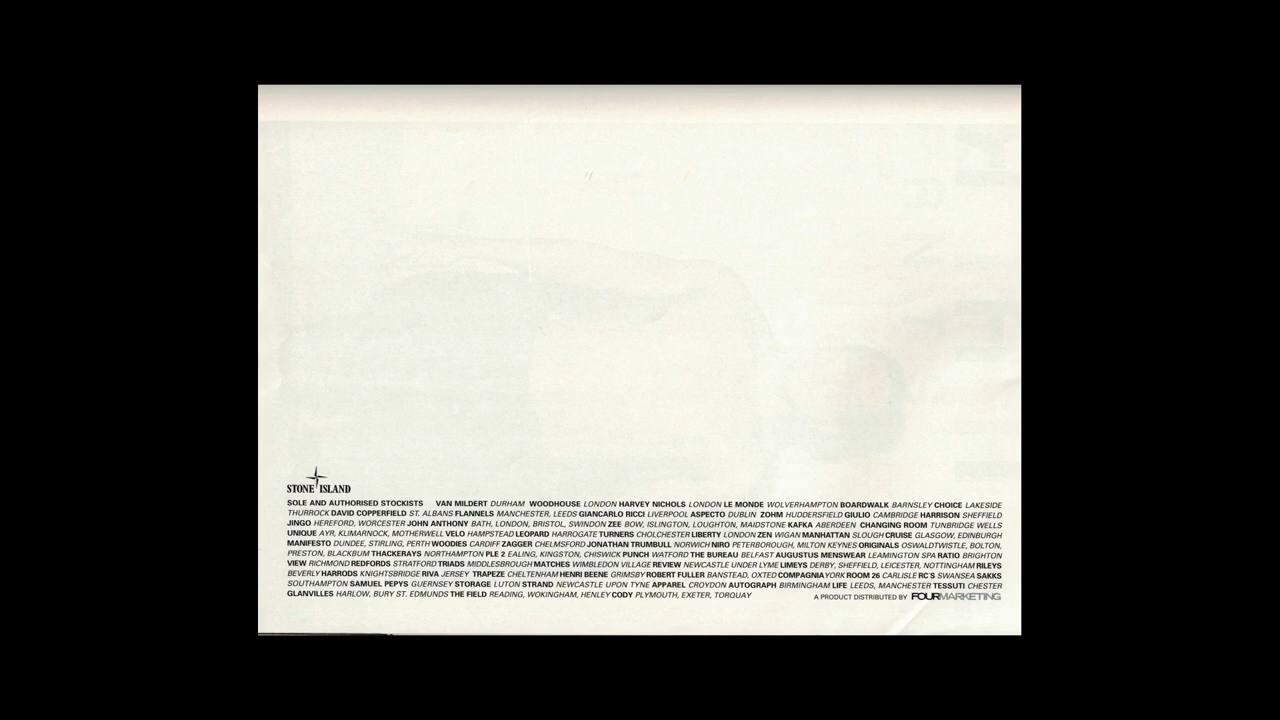 STONE ISLAND
SOLE AND AUTHORISED STOCKISTS VAN MILDERT DURHAM WOODHOUSE LONDON HARVEY NICHOLS LONDON LE MONDE WOLVERHAMPTON BOARDWALK BARNSLEY CHOICE LAKESIDE
THURROCK DAVID COPPERFIELD ST. ALBANS FLANNELS MANCHESTER, LEEDS GIANCARLO RICCI LIVERPOOL ASPECTO DUBLIN ZOHM HUDDERSFIELD GIULIO CAMBRIDGE HARRISON SHEFFIELD
JINGO HEREFORD, WORCESTER JOHN ANTHONY BATH, LONDON, BRISTOL, SWINDON ZEE BOW, ISLINGTON, LOUGHTON, MAIDSTONE KAFKA ABERDEEN CHANGING ROOM TUNBRIDGE WELLS
UNIQUE AYR, KLIMARNOCK, MOTHERWELL VELO HAMPSTEAD LEOPARD HARROGATE TURNERS CHOLCHESTER LIBERTY LONDON ZEN WIGAN MANHATTAN SLOUGH CRUISE GLASGOW, EDINBURGH
MANIFESTO DUNDEE, STIRLING, PERTH WOODIES CARDIFF ZAGGER CHELMSFORD JONATHAN TRUMBULL NORWICH NIRO PETERBOROUGH, MILTON KEYNES ORIGINALS OSWALDTWISTLE, BOLTON,
PRESTON, BLACKBUM THACKERAYS NORTHAMPTON PLE 2 EALING, KINGSTON, CHISWICK PUNCH WATFORD THE BUREAU BELFAST AUGUSTUS MENSWEAR LEAMINGTON SPA RATIO BRIGHTON
VIEW RICHMOND REDFORDS STRATFORD TRIADS MIDDLESBROUGH MATCHES WIMBLEDON VILLAGE REVIEW NEWCASTLE UNDER LYME LIMEYS DERBY, SHEFFIELD, LEICESTER, NOTTINGHAM RILEYS
BEVERLY HARRODS KNIGHTSBRIDGE RIVA JERSEY TRAPEZE CHELTENHAM HENRI BEENE GRIMSBY ROBERT FULLER BANSTEAD, OXTED COMPAGNIA YORK ROOM 26 CARLISLE RC'S SWANSEA SAKKS
SOUTHAMPTON SAMUEL PEPYS GUERNSEY STORAGE LUTON STRAND NEWCASTLE UPON TYNE APPAREL CROYDON AUTOGRAPH BIRMINGHAM LIFE LEEDS, MANCHESTER TESSUTI CHESTER
GLANVILLES HARLOW, BURY ST. EDMUNDS THE FIELD READING, WOKINGHAM, HENLEY CODY PLYMOUTH, EXETER, TORQUAY
A PRODUCT DISTRIBUTED BY FOURMARKETING